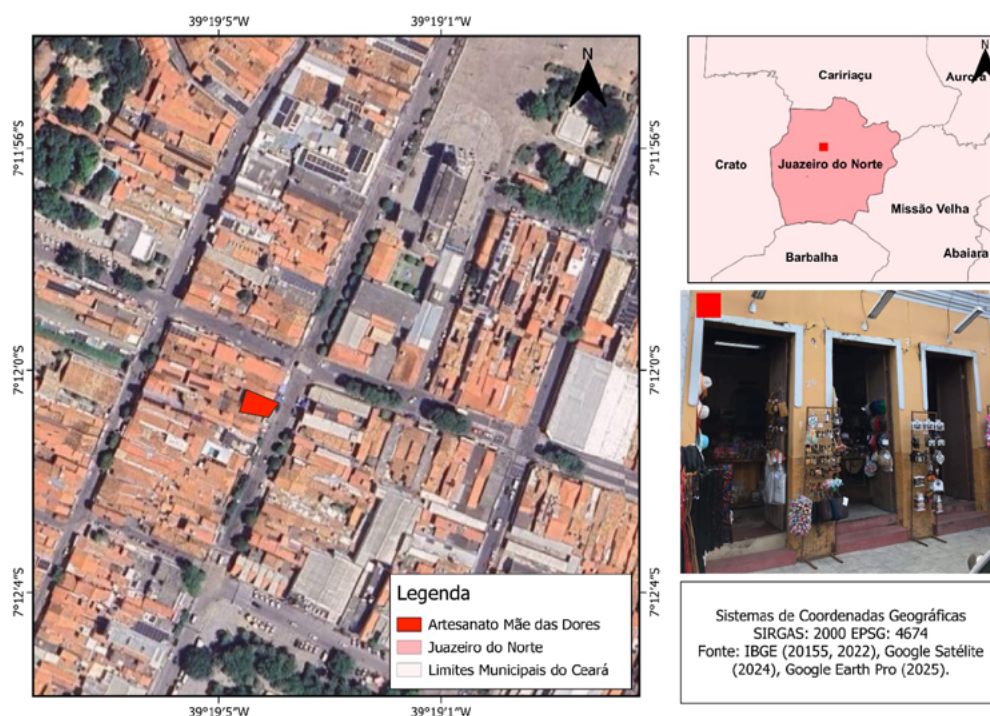 39°19'5"W
39°19'1"W
N
7°11'56"S
7°11'56"S
7°12'0"S
7°12'0"S
7°12'4"S
7°12'4"S
39°19'5"W
39°19'1"W
Legenda
Artesanato Mãe das Dores
Juazeiro do Norte
Limites Municipais do Ceará
N
Caririaçu
Aurora
Crato
Juazeiro do Norte
Missão Velha
Barbalha
Abaiara
Sistemas de Coordenadas Geográficas
SIRGAS: 2000 EPSG: 4674
Fonte: IBGE (20155, 2022), Google Satélite
(2024), Google Earth Pro (2025).